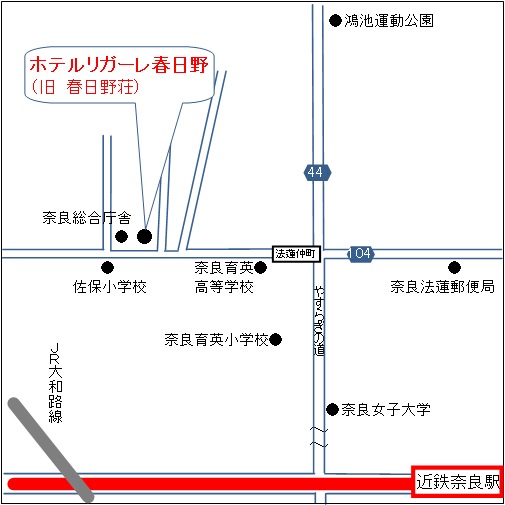 鴻池運動公園
ホテルリガーレ春日野
(旧 春日野荘)
44
奈良総合庁舎
法蓮仲町
104
佐保小学校
奈良育英
高等学校
奈良法蓮郵便局
やすらぎの道
奈良育英小学校
JR大和路線
奈良女子大学
近鉄奈良駅